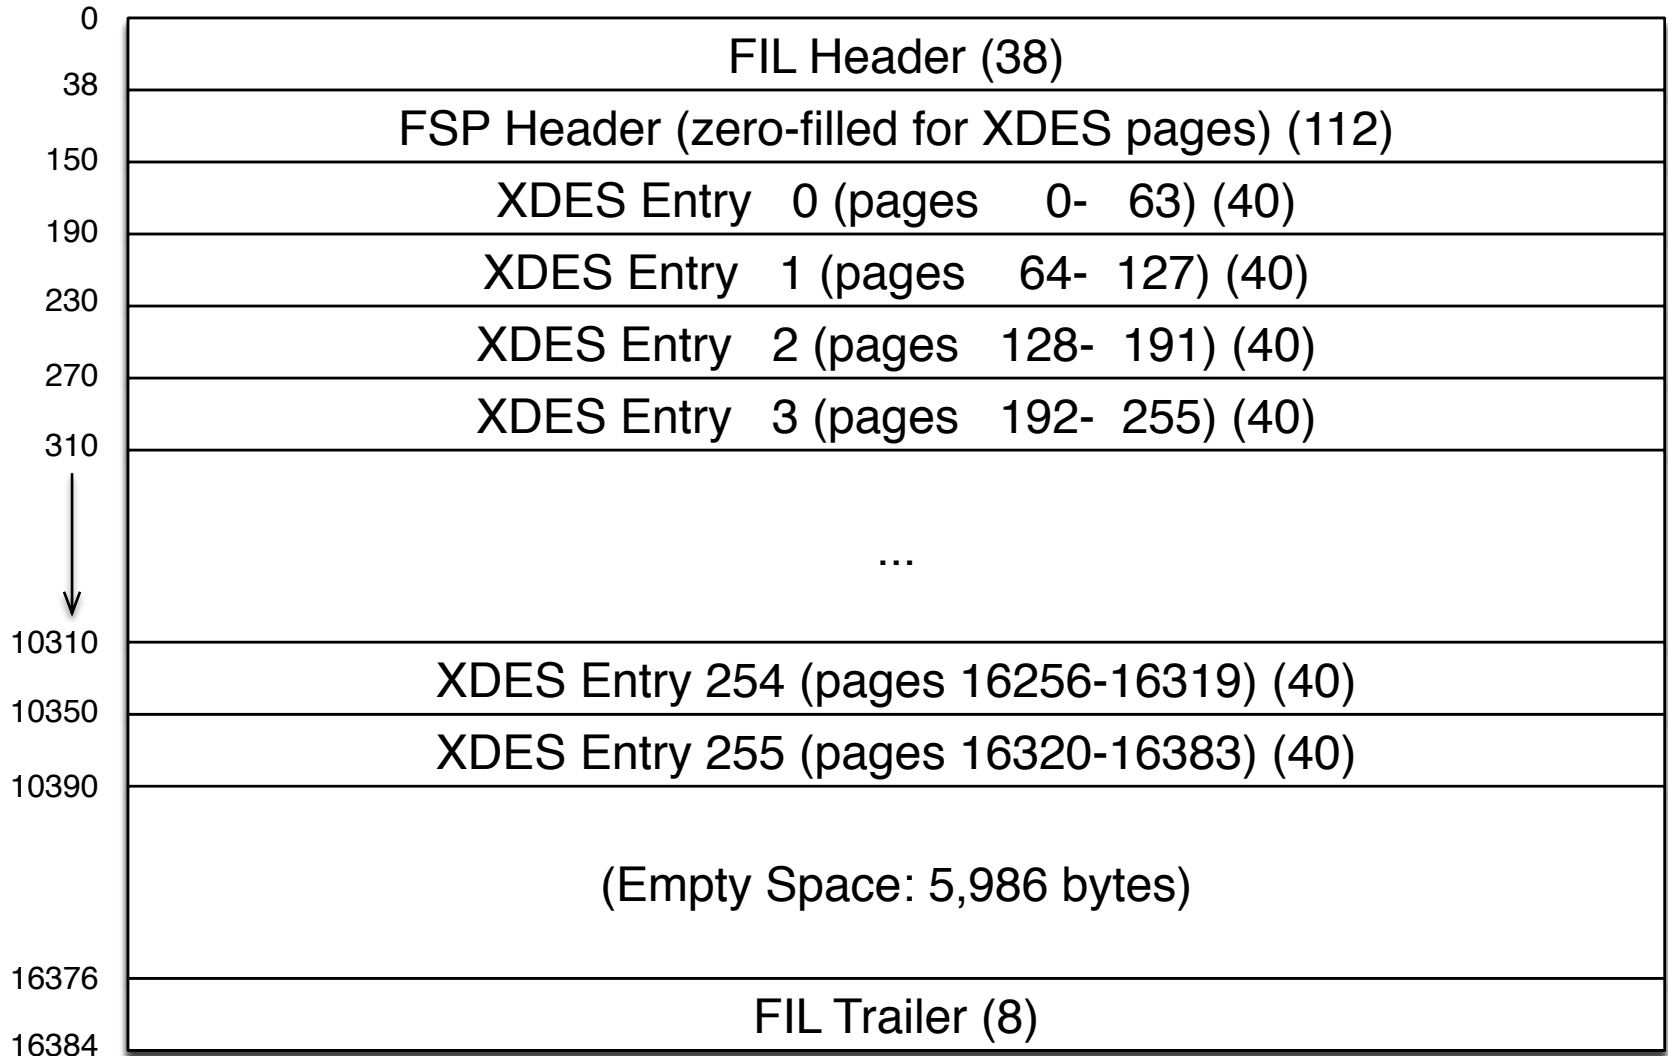 0
FIL Header (38)
38
FSP Header (zero-filled for XDES pages) (112)
150
XDES Entry 0 (pages 0- 63) (40)
190
XDES Entry 1 (pages 64- 127) (40)
230
XDES Entry 2 (pages 128- 191) (40)
270
XDES Entry 3 (pages 192- 255) (40)
310
...
10310
XDES Entry 254 (pages 16256-16319) (40)
10350
XDES Entry 255 (pages 16320-16383) (40)
10390
(Empty Space: 5,986 bytes)
16376
FIL Trailer (8)
16384